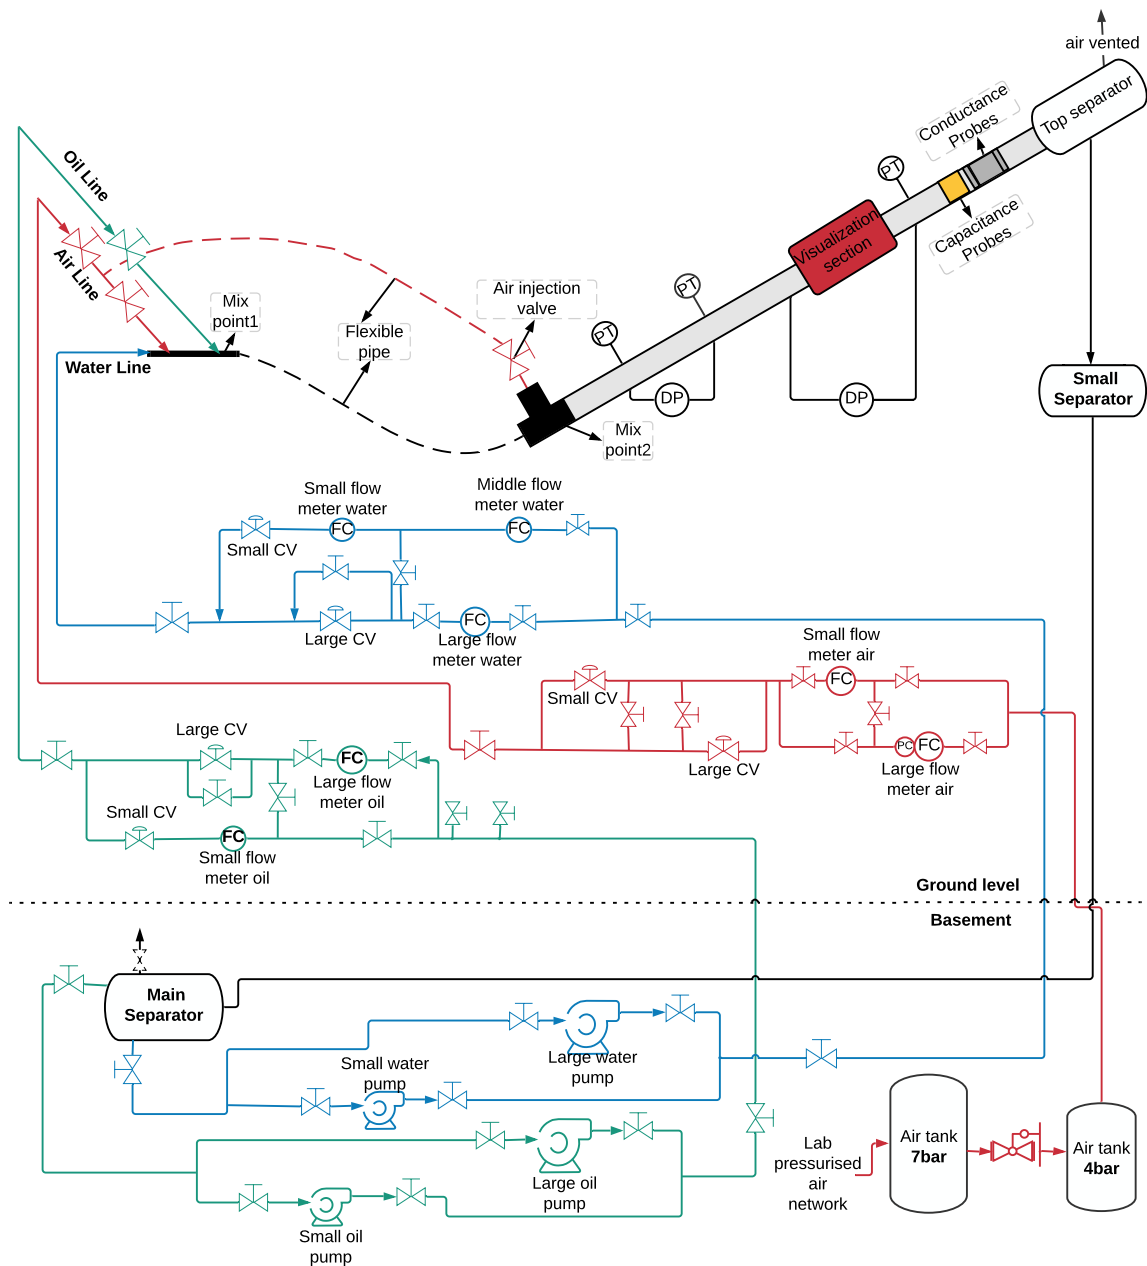 air vented
Top separator
Conductance
Probes
PT
Oil Line
Capacitance
Probes
Visualization
section
Air Line
Air injection
valve
PT
Mix
point1
Flexible
pipe
PT
Water Line
DP
DP
Small
Separator
Mix
point2
Small flow
meter water
Middle flow
meter water
FC
FC
Small CV
Large CV
FC
Large flow
meter water
Small flow
meter air
FC
Small CV
Large CV
PC
FC
Large flow
meter air
Large CV
FC
Large flow
meter oil
Small CV
FC
Small flow
meter oil
Ground level
Basement
Main
Separator
Large water
pump
Small water
pump
Large oil
pump
Small oil
pump
Lab
pressurised
air
network
Air tank
7bar
Air tank
4bar